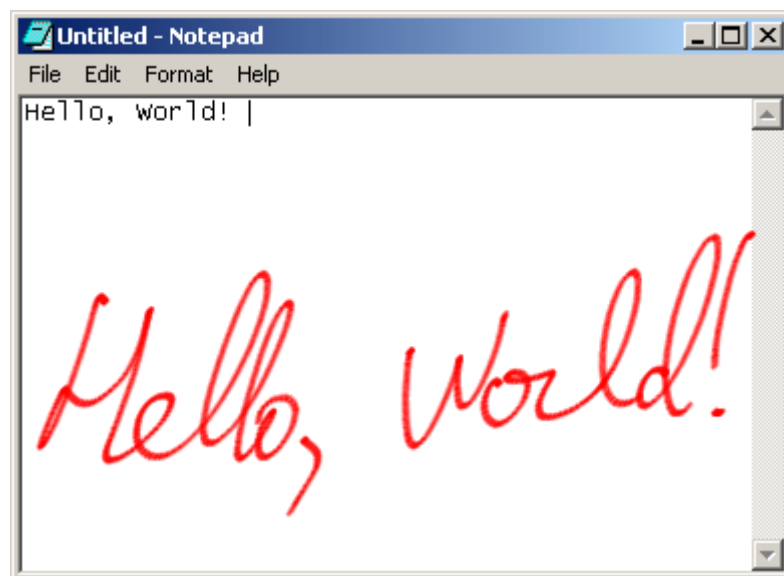 Untitled - Notepad
File Edit Format Help
Hello, world!
Hello, World!